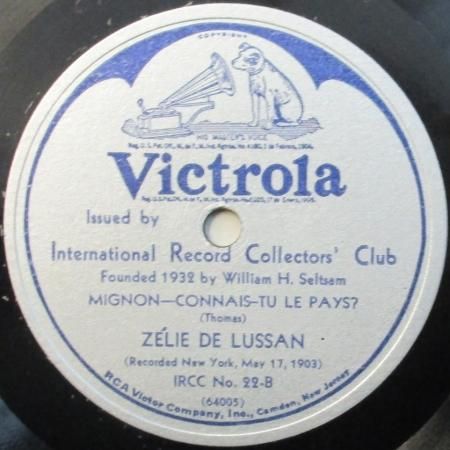 COPYRIGHT
HIS MASTER'S VOICE
Victrola
Issued by
International Record Collectors' Club
Founded 1932 by William H. Seltsam
MIGNON—CONNAIS-TU LE PAYS?
(Thomas)
ZÉLIE DE LUSSAN
(Recorded New York, May 17, 1903)
IRCC No. 22-B
(64005)
RCA Victor Company, Inc., Camden, New Jersey